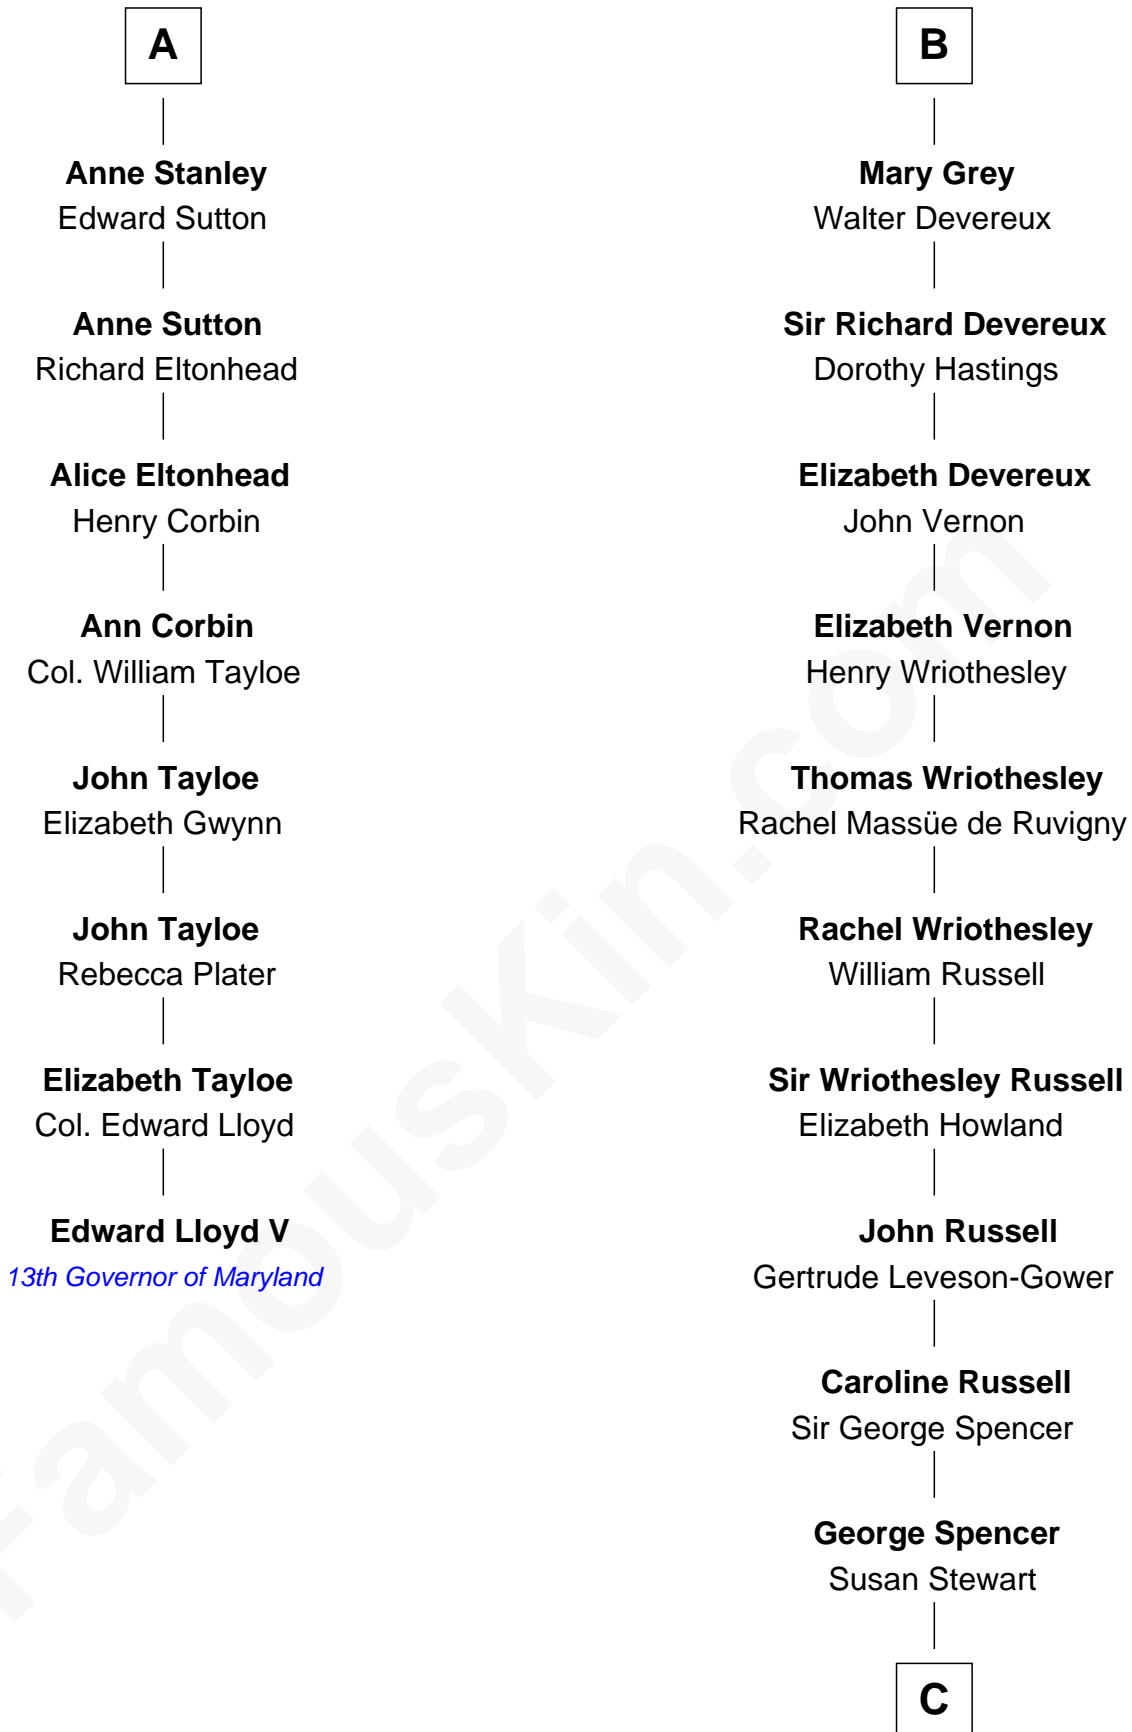 A
Anne Stanley
Edward Sutton
Anne Sutton
Richard Eltonhead
Alice Eltonhead
Henry Corbin
Ann Corbin
Col. William Tayloe
John Tayloe
Elizabeth Gwynn
John Tayloe
Rebecca Plater
Elizabeth Tayloe
Col. Edward Lloyd
Edward Lloyd V
13th Governor of Maryland
B
Mary Grey
Walter Devereux
Sir Richard Devereux
Dorothy Hastings
Elizabeth Devereux
John Vernon
Elizabeth Vernon
Henry Wriothesley
Thomas Wriothesley
Rachel Massüe de Ruvigny
Rachel Wriothesley
William Russell
Sir Wriothesley Russell
Elizabeth Howland
John Russell
Gertrude Leveson-Gower
Caroline Russell
Sir George Spencer
George Spencer
Susan Stewart
C
FamousKin.com